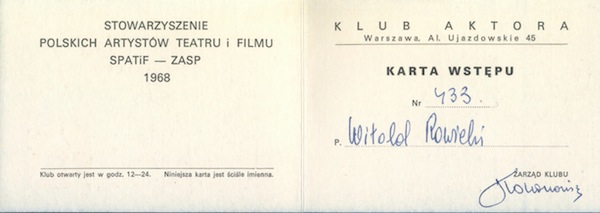 STOWARZYSZENIE
POLSKICH ARTYSTÓW TEATRU i FILMU
SPATiF — ZASP
1968
Klub otwarty jest w godz. 12—24. Niniejsza karta jest ściśle imienna.
KLUB AKTORA
Warszawa, Al. Ujazdowskie 45
KARTA WSTĘPU
Nr 433.
P. Witold Rowicki
ZARZĄD KLUBU